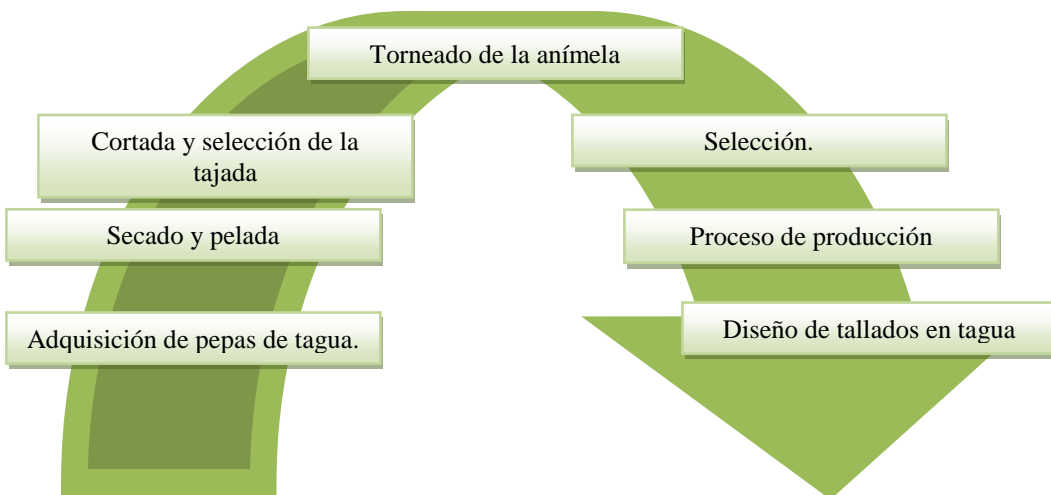 Torneado de la anímela
Cortada y selección de la
tajada
Selección.
Secado y pelada
Proceso de producción
Adquisición de pepas de tagua.
Diseño de tallados en tagua